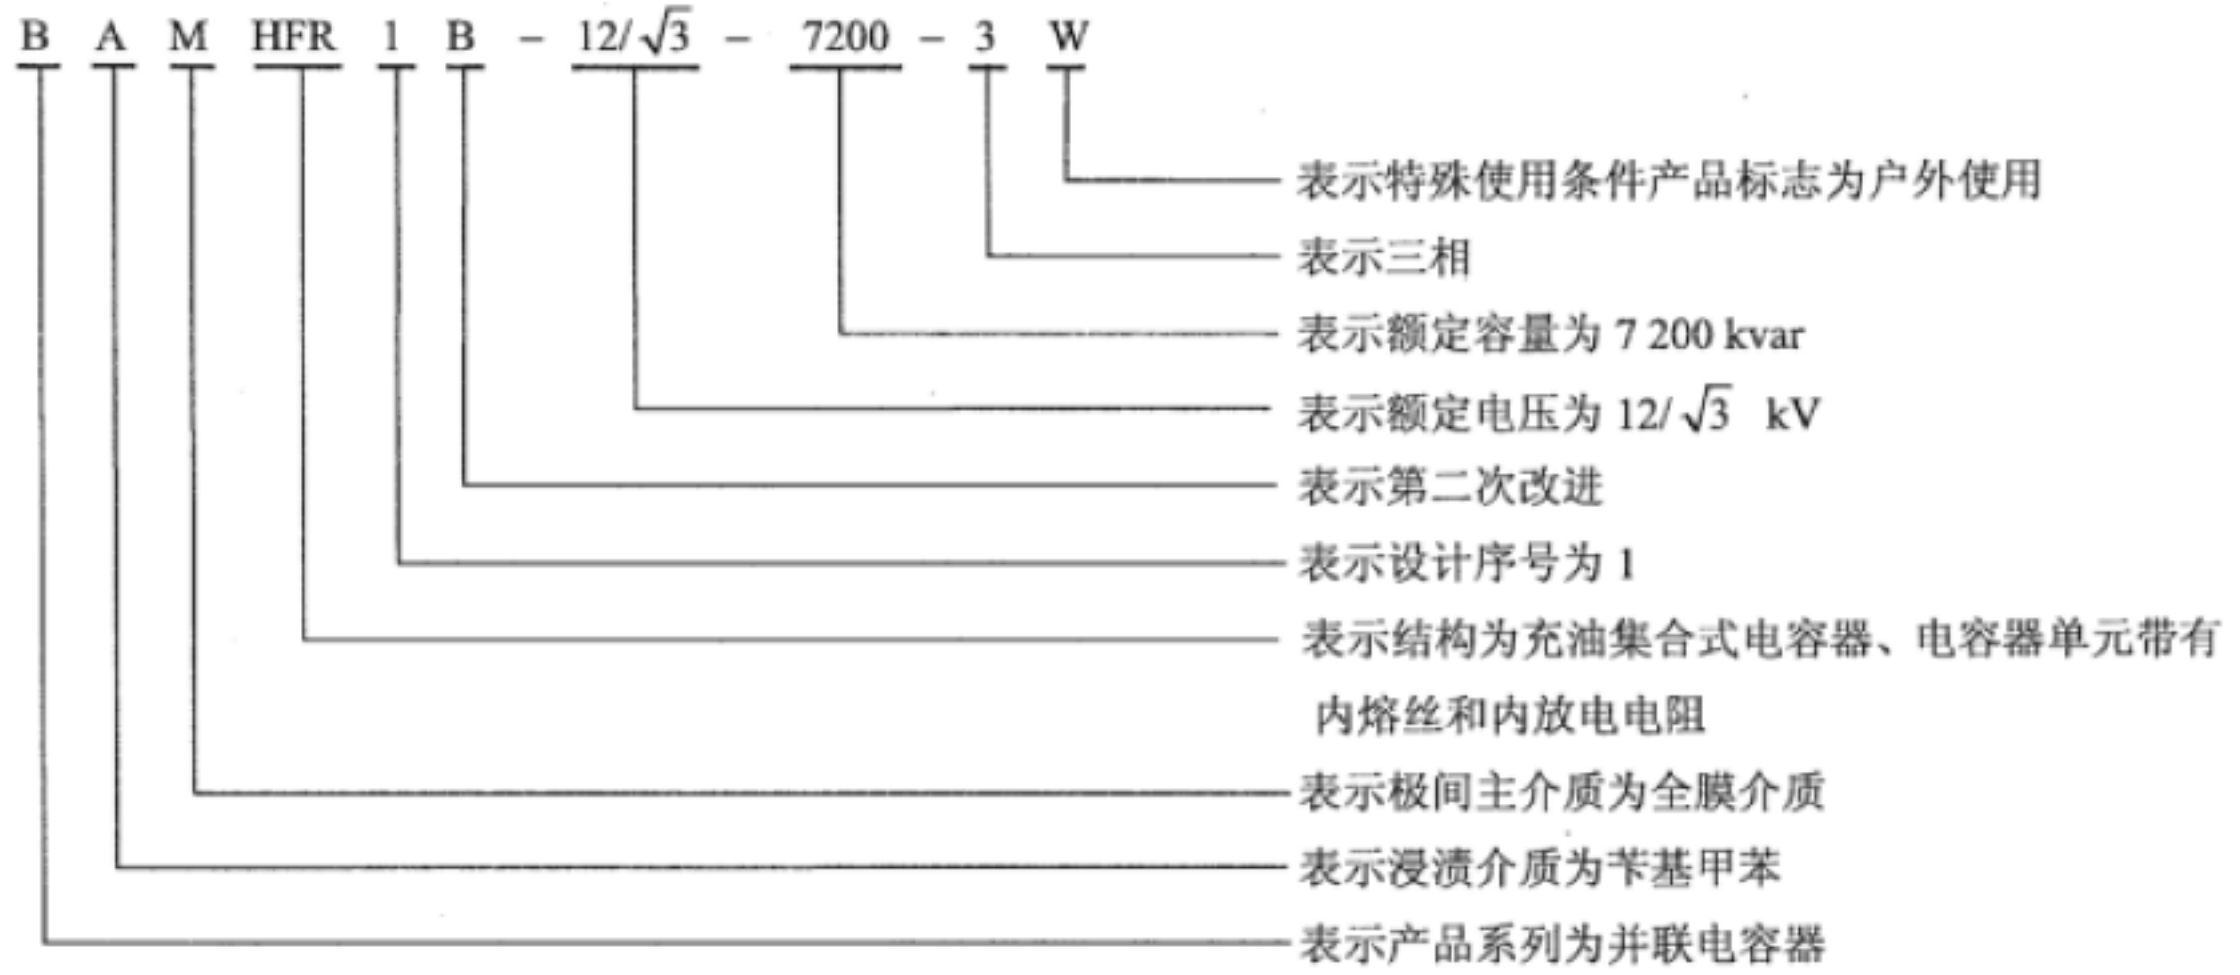 B A M HFR 1 B - 12/√3 - 7200 - 3 W
表示特殊使用条件产品标志为户外使用
表示三相
表示额定容量为 7 200 kvar
表示额定电压为 12/√3 kV
表示第二次改进
表示设计序号为 1
表示结构为充油集合式电容器、电容器单元带有
内熔丝和内放电电阻
表示极间主介质为全膜介质
表示浸渍介质为苄基甲苯
表示产品系列为并联电容器